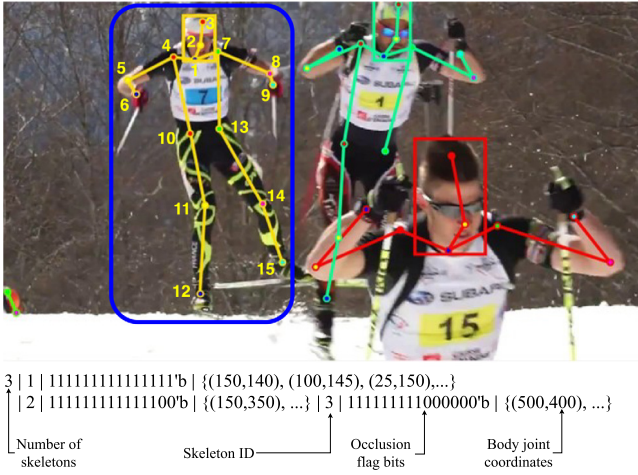 3
2
1
4
7
5
6
8
9
SUBARU
7
10
13
11
14
12
15
1
SUBARU
15
3 | 1 | 111111111111111'b | {(150,140), (100,145), (25,150),...}
| 2 | 111111111111100'b | {(150,350), ...} | 3 | 111111111000000'b | {(500,400), ...}
Number of skeletons
Skeleton ID
Occlusion flag bits
Body joint coordinates